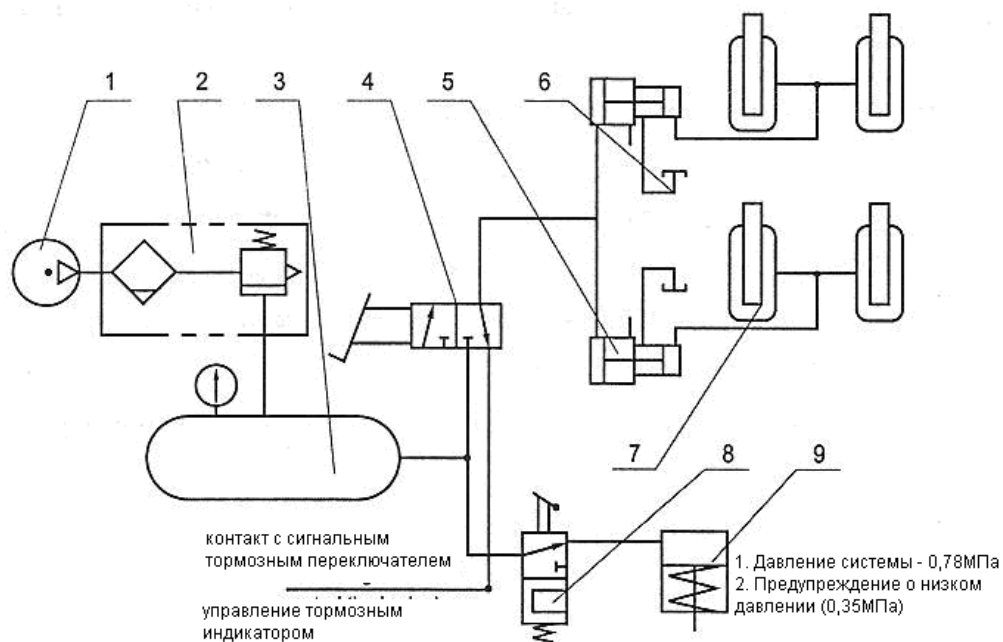 1 2 3 4 5 6
7 8 9
контакт с сигнальным
тормозным переключателем
управление тормозным
индикатором
1. Давление системы - 0,78МПа
2. Предупреждение о низком
давлении (0,35МПа)